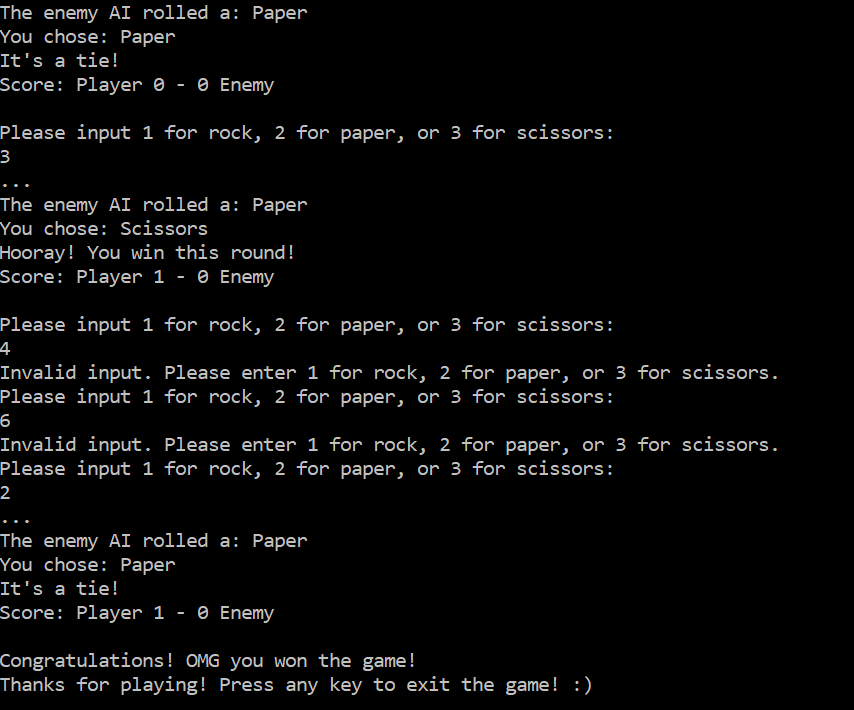 The enemy AI rolled a: Paper
You chose: Paper
It's a tie!
Score: Player 0 - 0 Enemy
Please input 1 for rock, 2 for paper, or 3 for scissors:
3
...
The enemy AI rolled a: Paper
You chose: Scissors
Hooray! You win this round!
Score: Player 1 - 0 Enemy
Please input 1 for rock, 2 for paper, or 3 for scissors:
4
Invalid input. Please enter 1 for rock, 2 for paper, or 3 for scissors.
Please input 1 for rock, 2 for paper, or 3 for scissors:
6
Invalid input. Please enter 1 for rock, 2 for paper, or 3 for scissors.
Please input 1 for rock, 2 for paper, or 3 for scissors:
2
...
The enemy AI rolled a: Paper
You chose: Paper
It's a tie!
Score: Player 1 - 0 Enemy
Congratulations! OMG you won the game!
Thanks for playing! Press any key to exit the game! :)